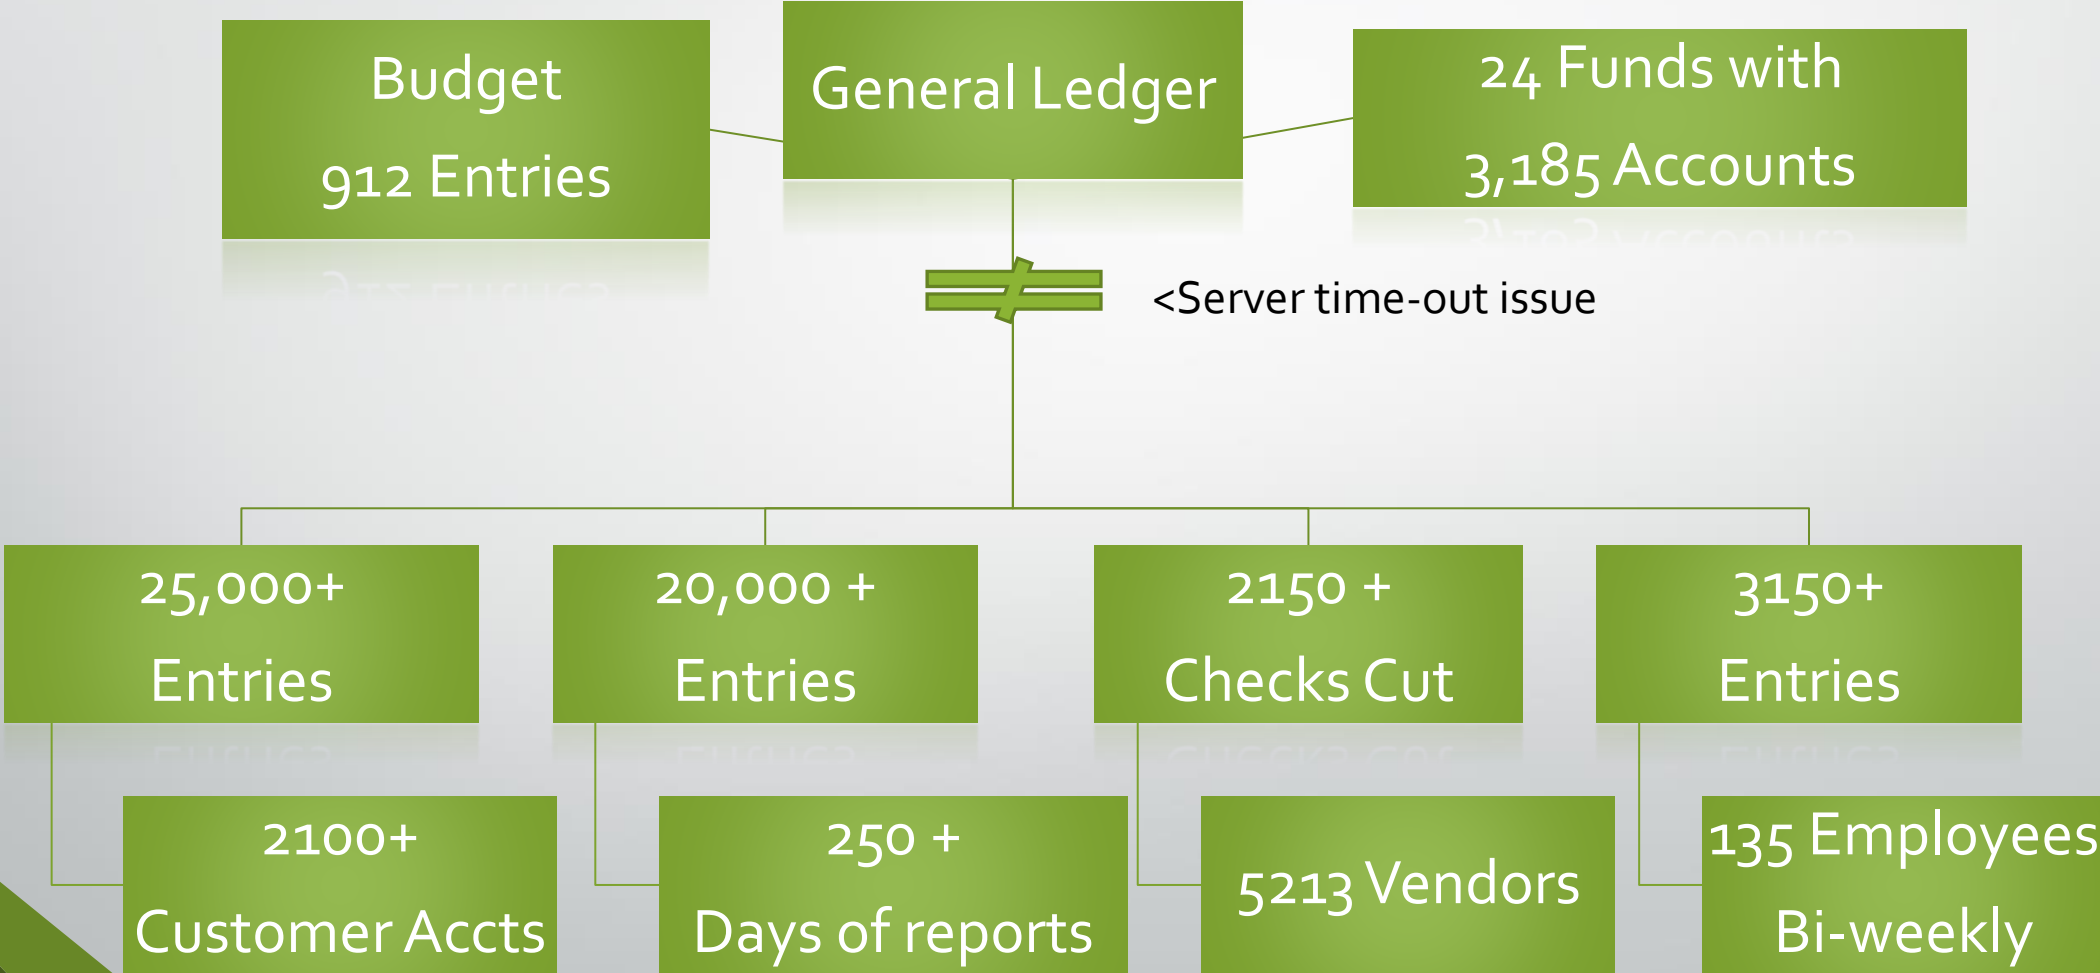 Budget
912 Entries
General Ledger
24 Funds with
3,185 Accounts
<Server time-out issue
25,000+
Entries
20,000 +
Entries
2150 +
Checks Cut
3150+
Entries
2100+
Customer Accts
250 +
Days of reports
5213 Vendors
135 Employees
Bi-weekly